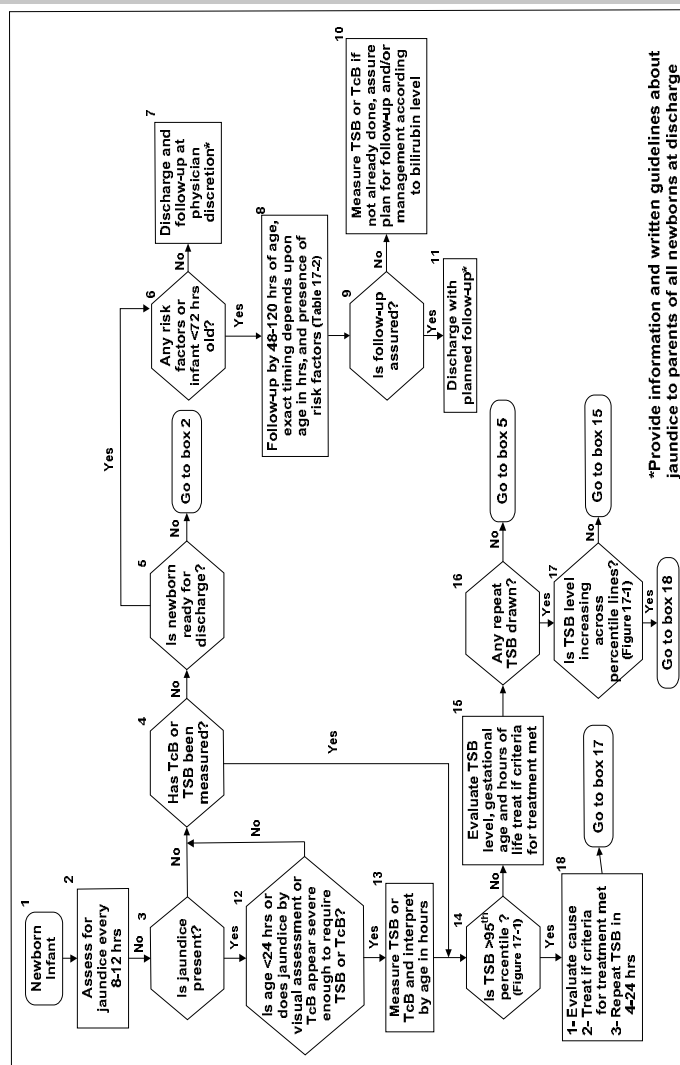 1
Newborn
Infant
2
Assess for
jaundice every
8-12 hrs
No
3
Is jaundice
present?
No
Yes
4
Has TcB or
TSB been
measured?
No
Yes
5
Is newborn
ready for
discharge?
No
Go to box 2
Yes
6
Any risk
factors or
infant <72 hrs
old?
No
7
Discharge and
follow-up at
physician
discretion*
Yes
8
Follow-up by 48-120 hrs of age,
exact timing depends upon
age in hrs, and presence of
risk factors (Table 17-2)
9
Is follow-up
assured?
No
10
Measure TSB or TcB if
not already done, assure
plan for follow-up and/or
management according
to bilirubin level
Yes
11
Discharge with
planned follow-up*
12
Is age <24 hrs or
does jaundice by
visual assessment or
TcB appear severe
enough to require
TSB or TcB?
No
Yes
13
Measure TSB or
TcB and interpret
by age in hours
14
Is TSB >95th
percentile ?
(Figure 17-1)
No
Yes
15
Evaluate TSB
level, gestational
age and hours of
life treat if criteria
for treatment met
16
Any repeat
TSB drawn?
No
Go to box 5
Yes
17
Is TSB level
increasing
across
percentile lines?
(Figure 17-1)
No
Go to box 15
Yes
Go to box 18
18
1- Evaluate cause
2- Treat if criteria
for treatment met
3- Repeat TSB in
4-24 hrs
Go to box 17
*Provide information and written guidelines about
jaundice to parents of all newborns at discharge